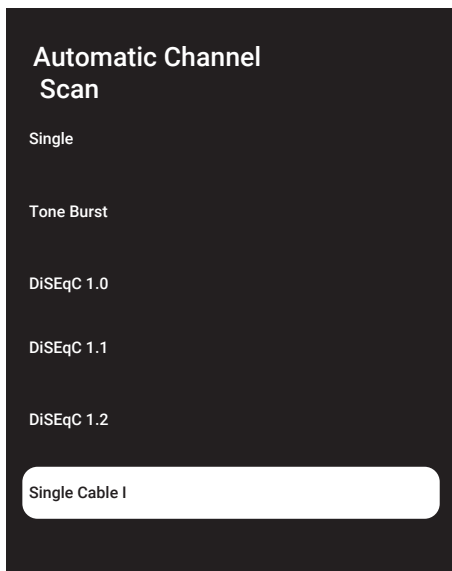 Automatic Channel
Scan
Single
Tone Burst
DiSEqC 1.0
DiSEqC 1.1
DiSEqC 1.2
Single Cable I